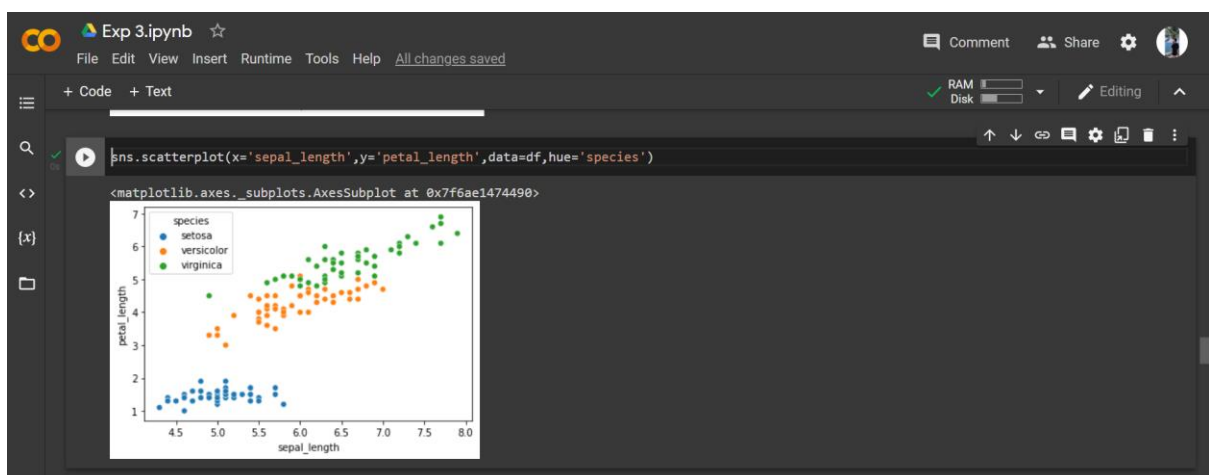 CO
Exp 3.ipynb
File Edit View Insert Runtime Tools Help All changes saved
Comment Share
+ Code + Text
RAM
Disk
Editing
0s
sns.scatterplot(x='sepal_length',y='petal_length',data=df,hue='species')
<matplotlib.axes._subplots.AxesSubplot at 0x7f6ae1474490>
species
setosa
versicolor
virginica
7
6
5
4
3
2
1
petal_length
4.5 5.0 5.5 6.0 6.5 7.0 7.5 8.0
sepal_length
{x}